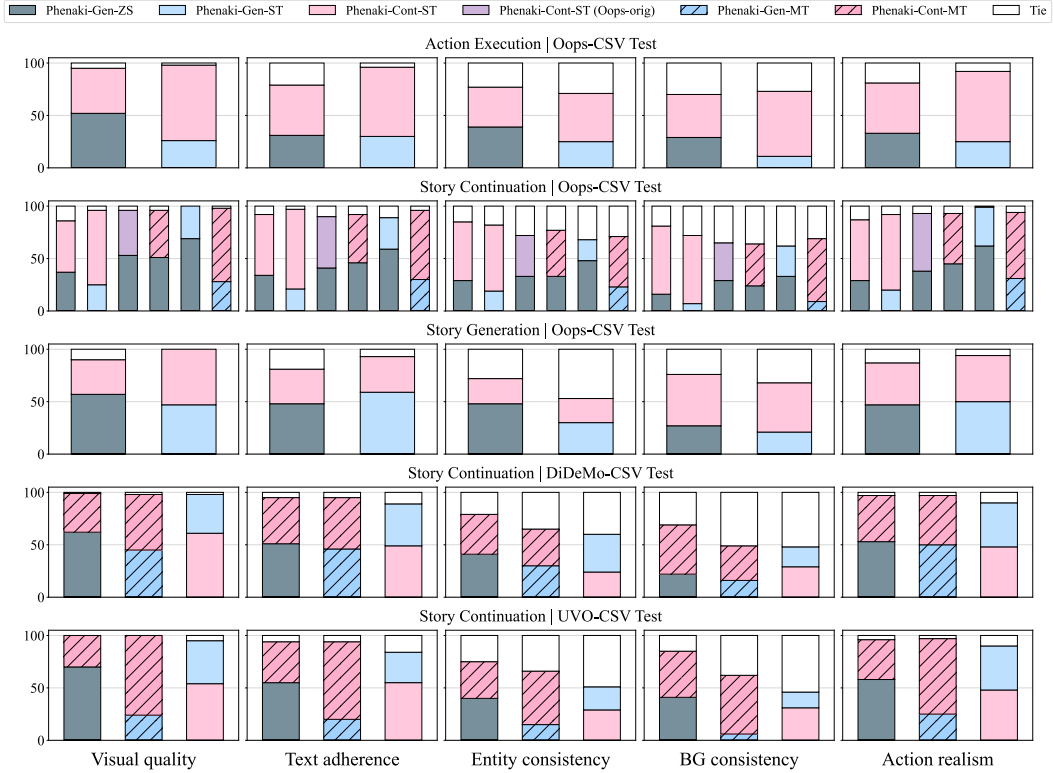 Phenaki-Gen-ZS Phenaki-Gen-ST Phenaki-Cont-ST Phenaki-Cont-ST (Oops-orig) Phenaki-Gen-MT Phenaki-Cont-MT Tie
Action Execution | Oops-CSV Test
100
50
0
Story Continuation | Oops-CSV Test
100
50
0
Story Generation | Oops-CSV Test
100
50
0
Story Continuation | DiDeMo-CSV Test
100
50
0
Story Continuation | UVO-CSV Test
100
50
0
Visual quality Text adherence Entity consistency BG consistency Action realism